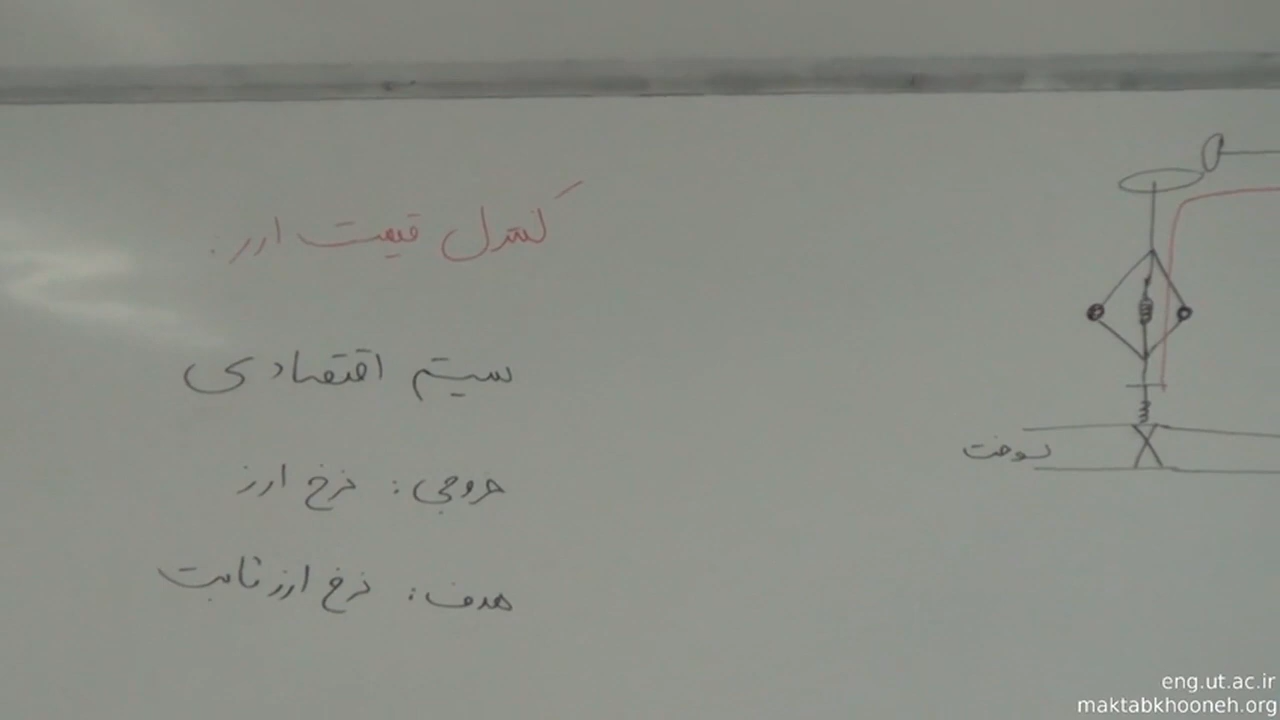 کنترل قیمت ارز:
سیستم اقتصادی
خروجی: نرخ ارز
هدف: نرخ ارز ثابت
سوخت
eng.ut.ac.ir
maktabkhooneh.org